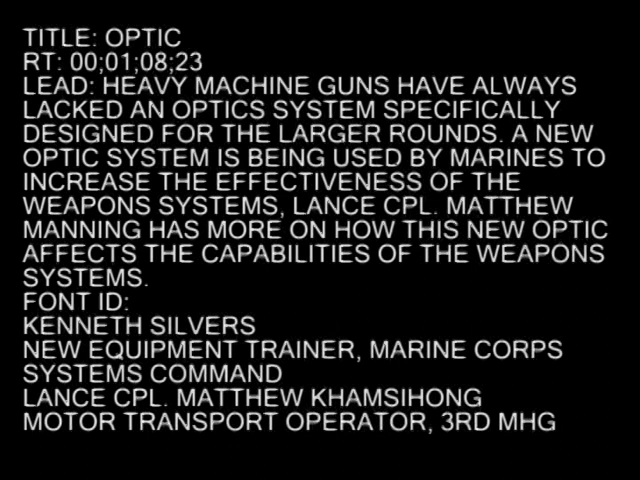 TITLE: OPTIC
RT: 00;01;08;23
LEAD: HEAVY MACHINE GUNS HAVE ALWAYS
LACKED AN OPTICS SYSTEM SPECIFICALLY
DESIGNED FOR THE LARGER ROUNDS. A NEW
OPTIC SYSTEM IS BEING USED BY MARINES TO
INCREASE THE EFFECTIVENESS OF THE
WEAPONS SYSTEMS, LANCE CPL. MATTHEW
MANNING HAS MORE ON HOW THIS NEW OPTIC
AFFECTS THE CAPABILITIES OF THE WEAPONS
SYSTEMS.
FONT ID:
KENNETH SILVERS
NEW EQUIPMENT TRAINER, MARINE CORPS
SYSTEMS COMMAND
LANCE CPL. MATTHEW KHAMSIHONG
MOTOR TRANSPORT OPERATOR, 3RD MHG